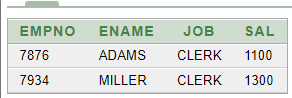 EMPNO ENAME JOB SAL
7876 ADAMS CLERK 1100
7934 MILLER CLERK 1300